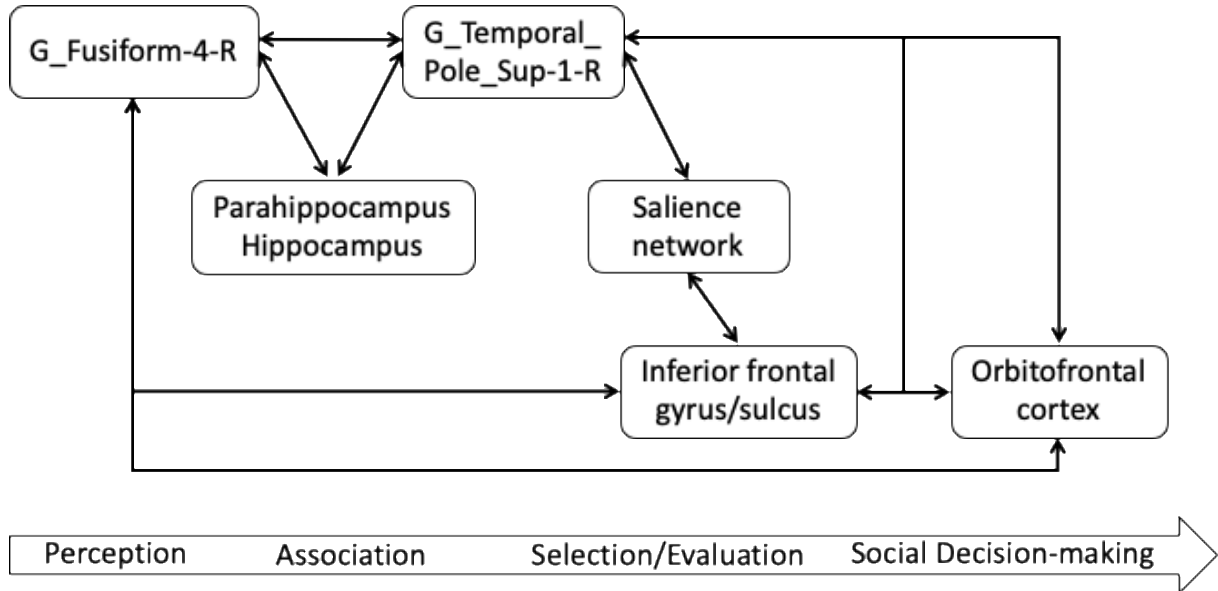 G_Fusiform-4-R
G_Temporal_
Pole_Sup-1-R
Parahippocampus
Hippocampus
Salience
network
Inferior frontal
gyrus/sulcus
Orbitofrontal
cortex
Perception
Association
Selection/Evaluation
Social Decision-making